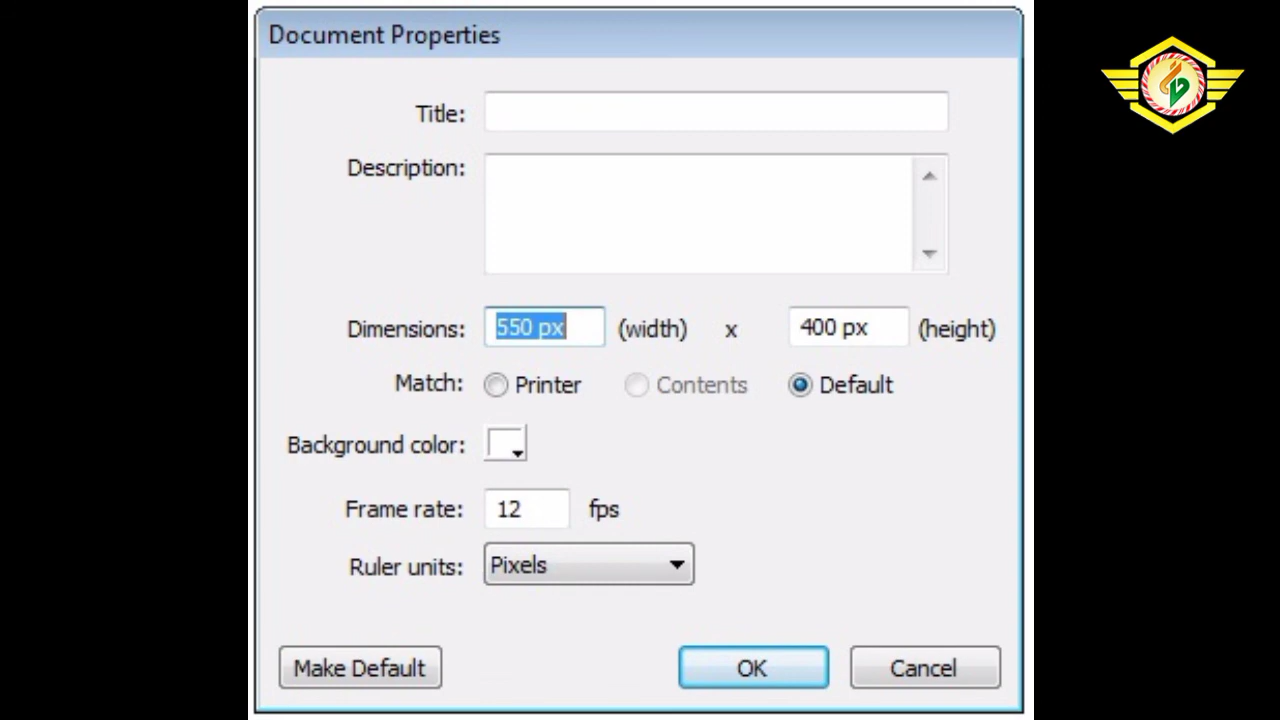 Document Properties
Title:
Description:
Dimensions: 550 px (width) x 400 px (height)
Match: Printer Contents Default
Background color:
Frame rate: 12 fps
Ruler units: Pixels
Make Default OK Cancel